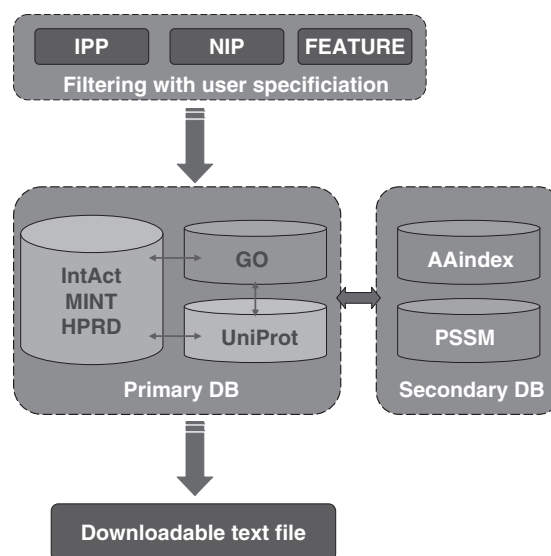 IPP NIP FEATURE
Filtering with user specificiation
IntAct
MINT
HPRD
GO
UniProt
Primary DB
AAindex
PSSM
Secondary DB
Downloadable text file